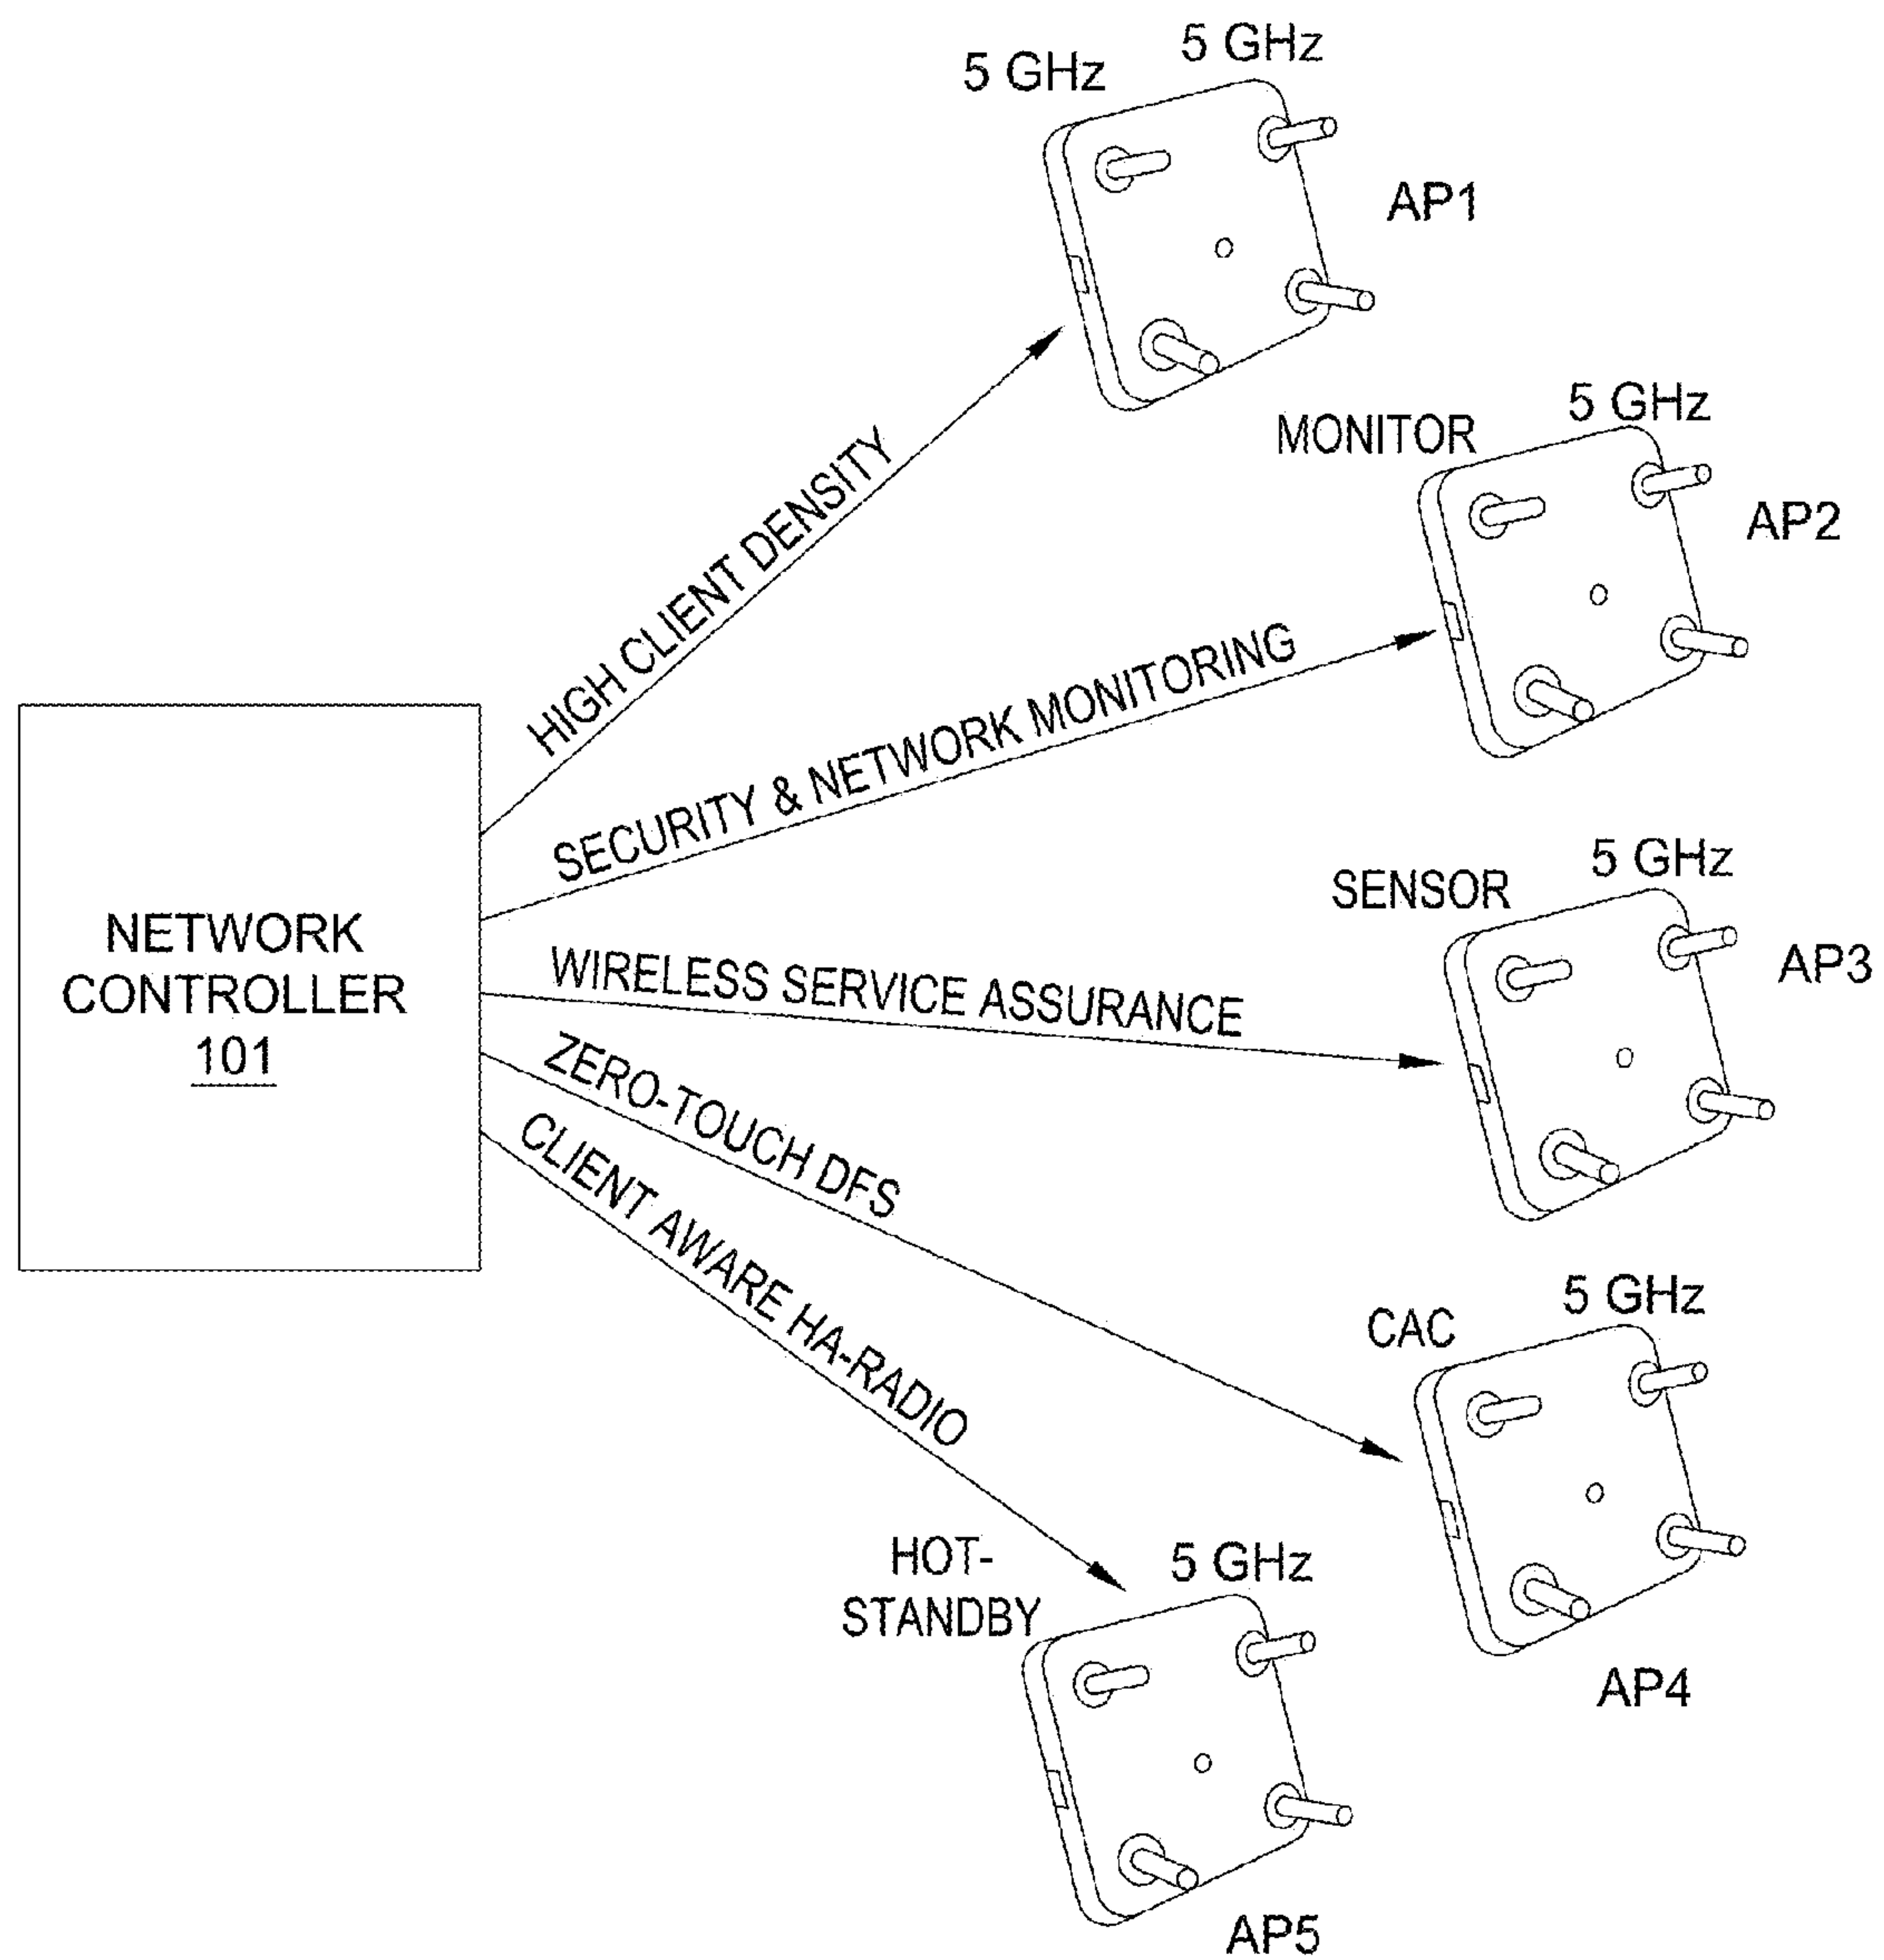 5 GHz
5 GHz
AP1
HIGH CLIENT DENSITY
MONITOR
5 GHz
AP2
SECURITY & NETWORK MONITORING
NETWORK
CONTROLLER
101
SENSOR
5 GHz
AP3
WIRELESS SERVICE ASSURANCE
ZERO-TOUCH DFS
CAC
5 GHz
AP4
CLIENT AWARE HA-RADIO
HOT-
STANDBY
5 GHz
AP5